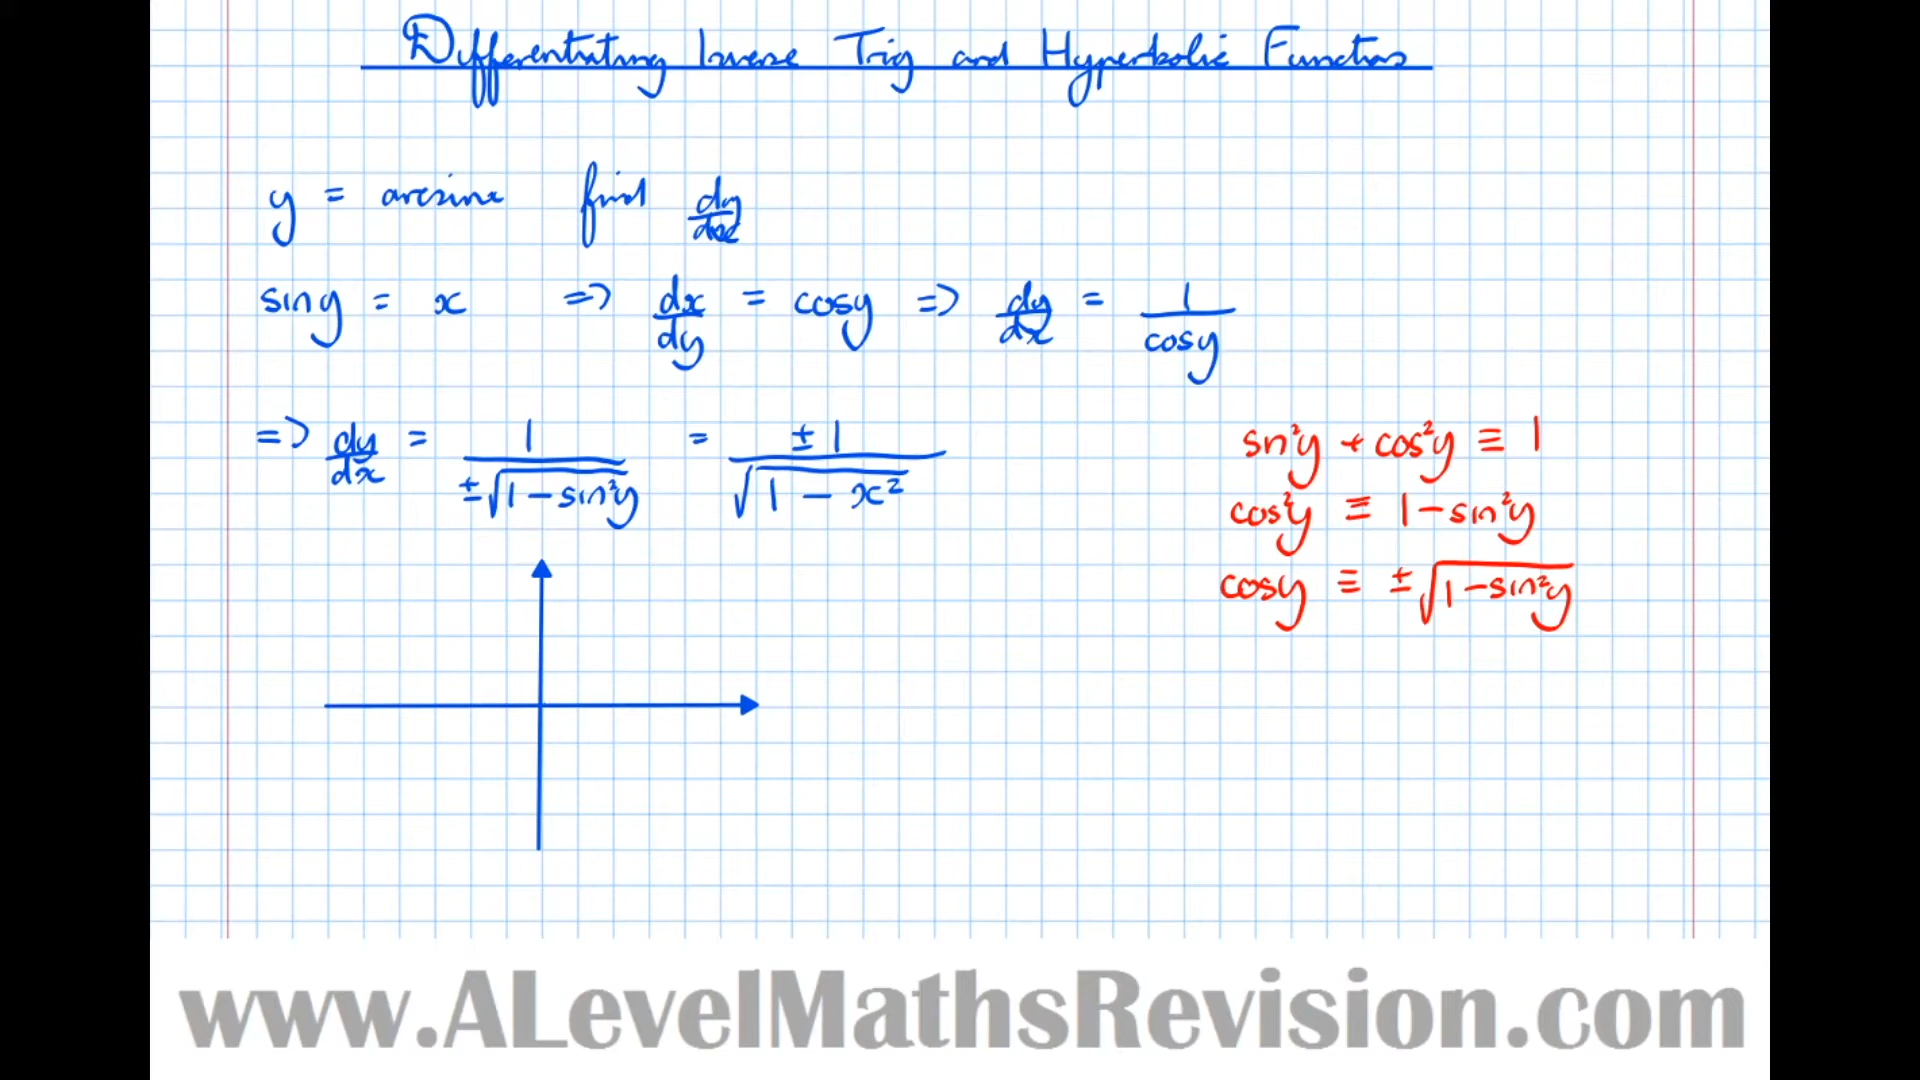 Differentiating Inverse Trig and Hyperbolic Functions
y = arcsinx find dy/dx
siny = x => dx/dy = cosy => dy/dx = 1/cosy
=> dy/dx = 1/±√(1-sin²y) = ±1/√(1-x²)
sin²y + cos²y ≡ 1
cos²y ≡ 1-sin²y
cosy ≡ ±√(1-sin²y)
www.ALevelMathsRevision.com